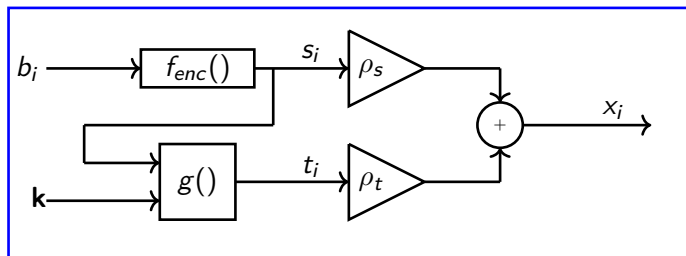 b_i
f_enc()
s_i
ρ_s
+
x_i
k
g()
t_i
ρ_t